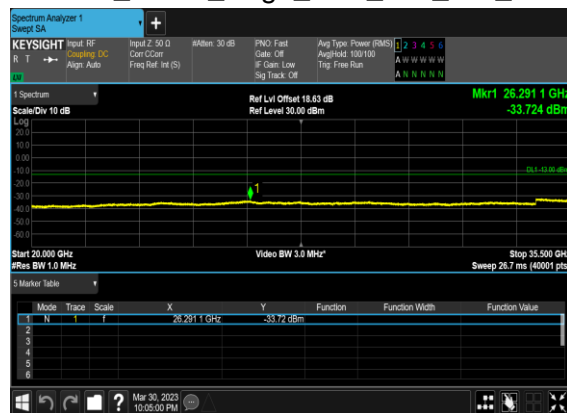 Spectrum Analyzer 1
Swept SA
+
KEYSIGHT
R T
Input: RF
Coupling: DC
Align: Auto
Input Z: 50 Ω
Corr CCorr
Freq Ref: Int (S)
#Atten: 30 dB
PNO: Fast
Gate: Off
IF Gain: Low
Sig Track: Off
Avg Type: Power (RMS)
Avg|Hold: 100/100
Trig: Free Run
1 2 3 4 5 6
A W W W W W
A N N N N N
1 Spectrum
Scale/Div 10 dB
Ref Lvl Offset 18.63 dB
Ref Level 30.00 dBm
Mkr1 26.291 1 GHz
-33.724 dBm
Log
20.0
10.0
0.00
-10.0
-20.0
-30.0
-40.0
-50.0
-60.0
DL1 -13.00 dBm
1
Start 20.000 GHz
#Res BW 1.0 MHz
Video BW 3.0 MHz*
Stop 35.500 GHz
Sweep 26.7 ms (40001 pts)
5 Marker Table
Mode Trace Scale X Y Function Function Width Function Value
1 N 1 f 26.291 1 GHz -33.72 dBm
2
3
4
5
6
?
Mar 30, 2023
10:05:00 PM